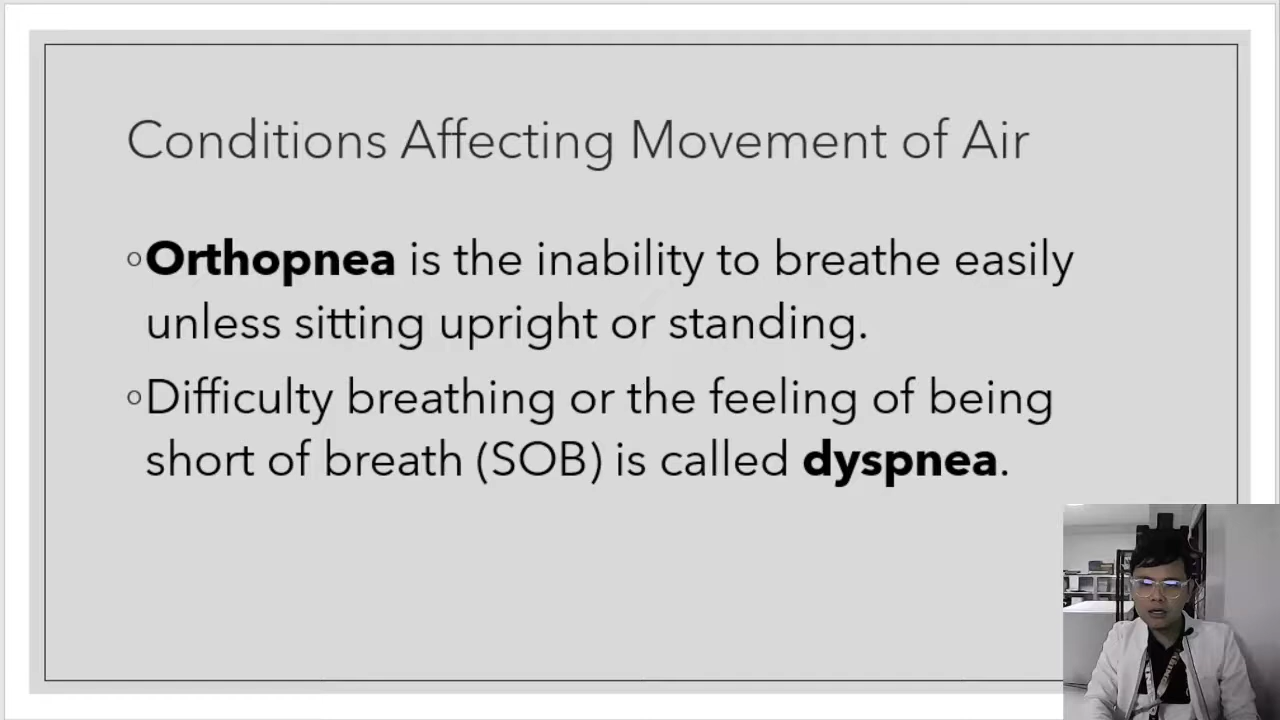 Conditions Affecting Movement of Air
◦Orthopnea is the inability to breathe easily
unless sitting upright or standing.
◦Difficulty breathing or the feeling of being
short of breath (SOB) is called dyspnea.